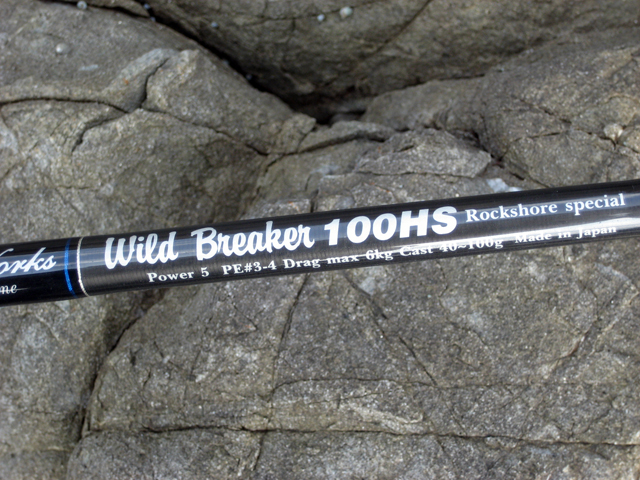 Wild Breaker 100HS Rockshore special
Power 5 PE#3-4 Drag max 6kg Cast 40~100g Made in Japan